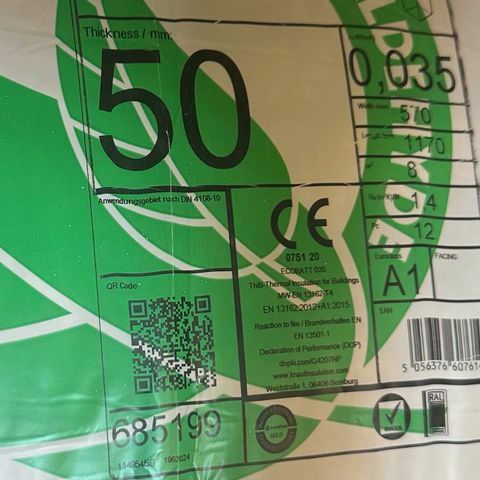 Thickness / mm:
50
0,035
570
1170
8
1,4
12
Anwendungsgebiet nach DIN 4108-10
CE
0751 20
ECOBATT 035
ThIB-Thermal Insulation for Buildings
MW-EN 13162-T4
EN 13162:2012+A1:2015
Reaction to fire / Brandverhalten EN
EN 13501-1
Declaration of Performance (DOP)
dopki.com/G4207NP
www.knaufinsulation.com
Weststraße 1, 06406 Bernburg
Euroclass
A1
FACING
EAN
QR Code
685199
11495459 1962024
GOLD
RAL